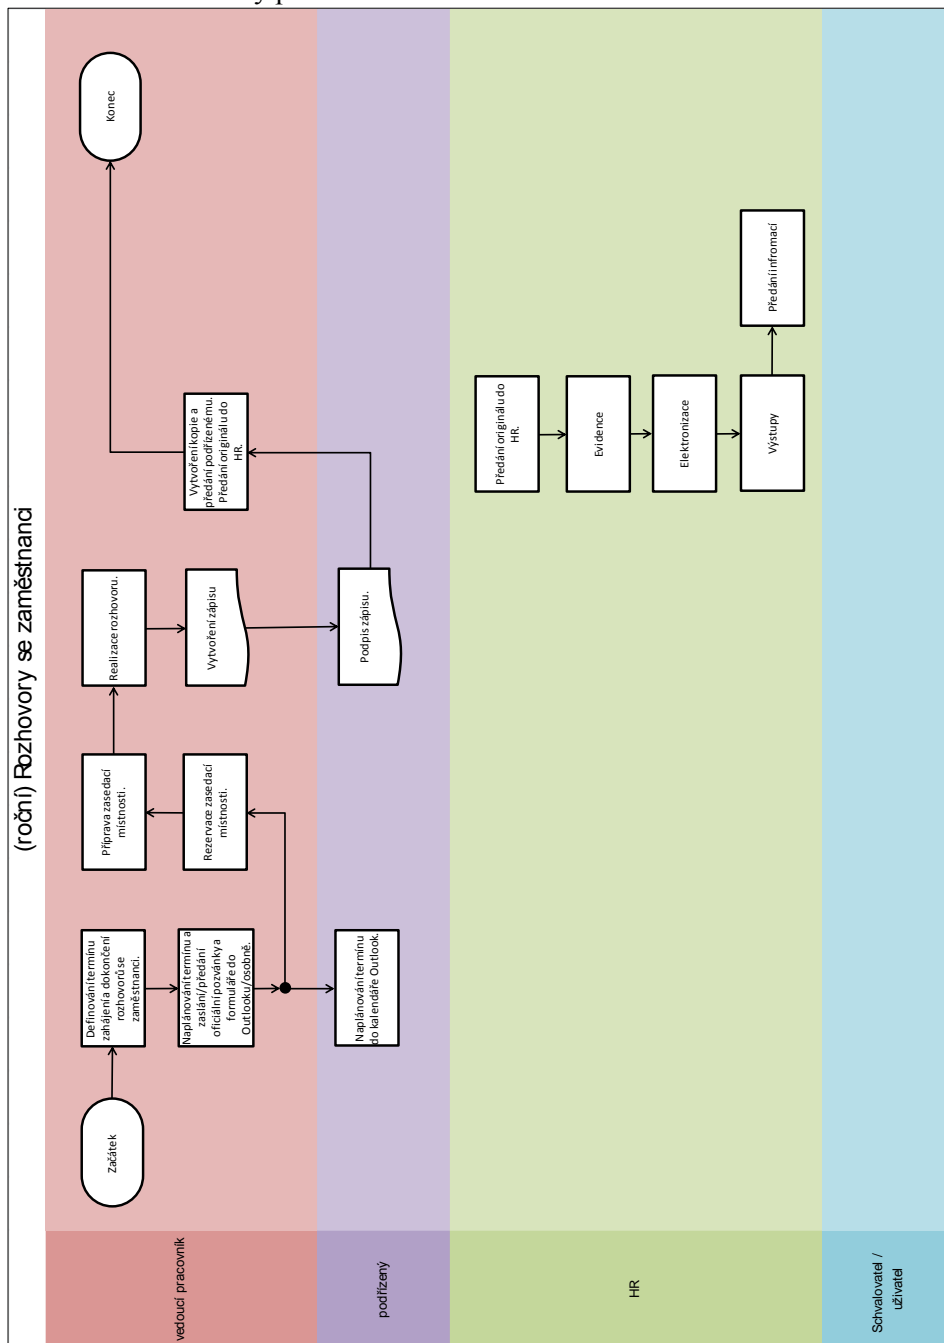 (roční) Rozhovory se zaměstnanci
vedoucí pracovník
Začátek
Definování termínu
zahájení a dokončení
rozhovorů se
zaměstnanci.
Naplánování termínu a
zaslání/předání
oficiální pozvánky a
formuláře do
Outlooku/osobně.
Rezervace zasedací
místnosti.
Příprava zasedací
místnosti.
Realizace rozhovoru.
Vytvoření zápisu
Vytvoření kopie a
předání podřízenému.
Předání originálu do
HR.
Konec
podřízený
Naplánování termínu
do kalendáře Outlook.
Podpis zápisu.
HR
Předání originálu do
HR.
Evidence
Elektronizace
Výstupy
Předání infromací
Schvalovatel /
uživatel